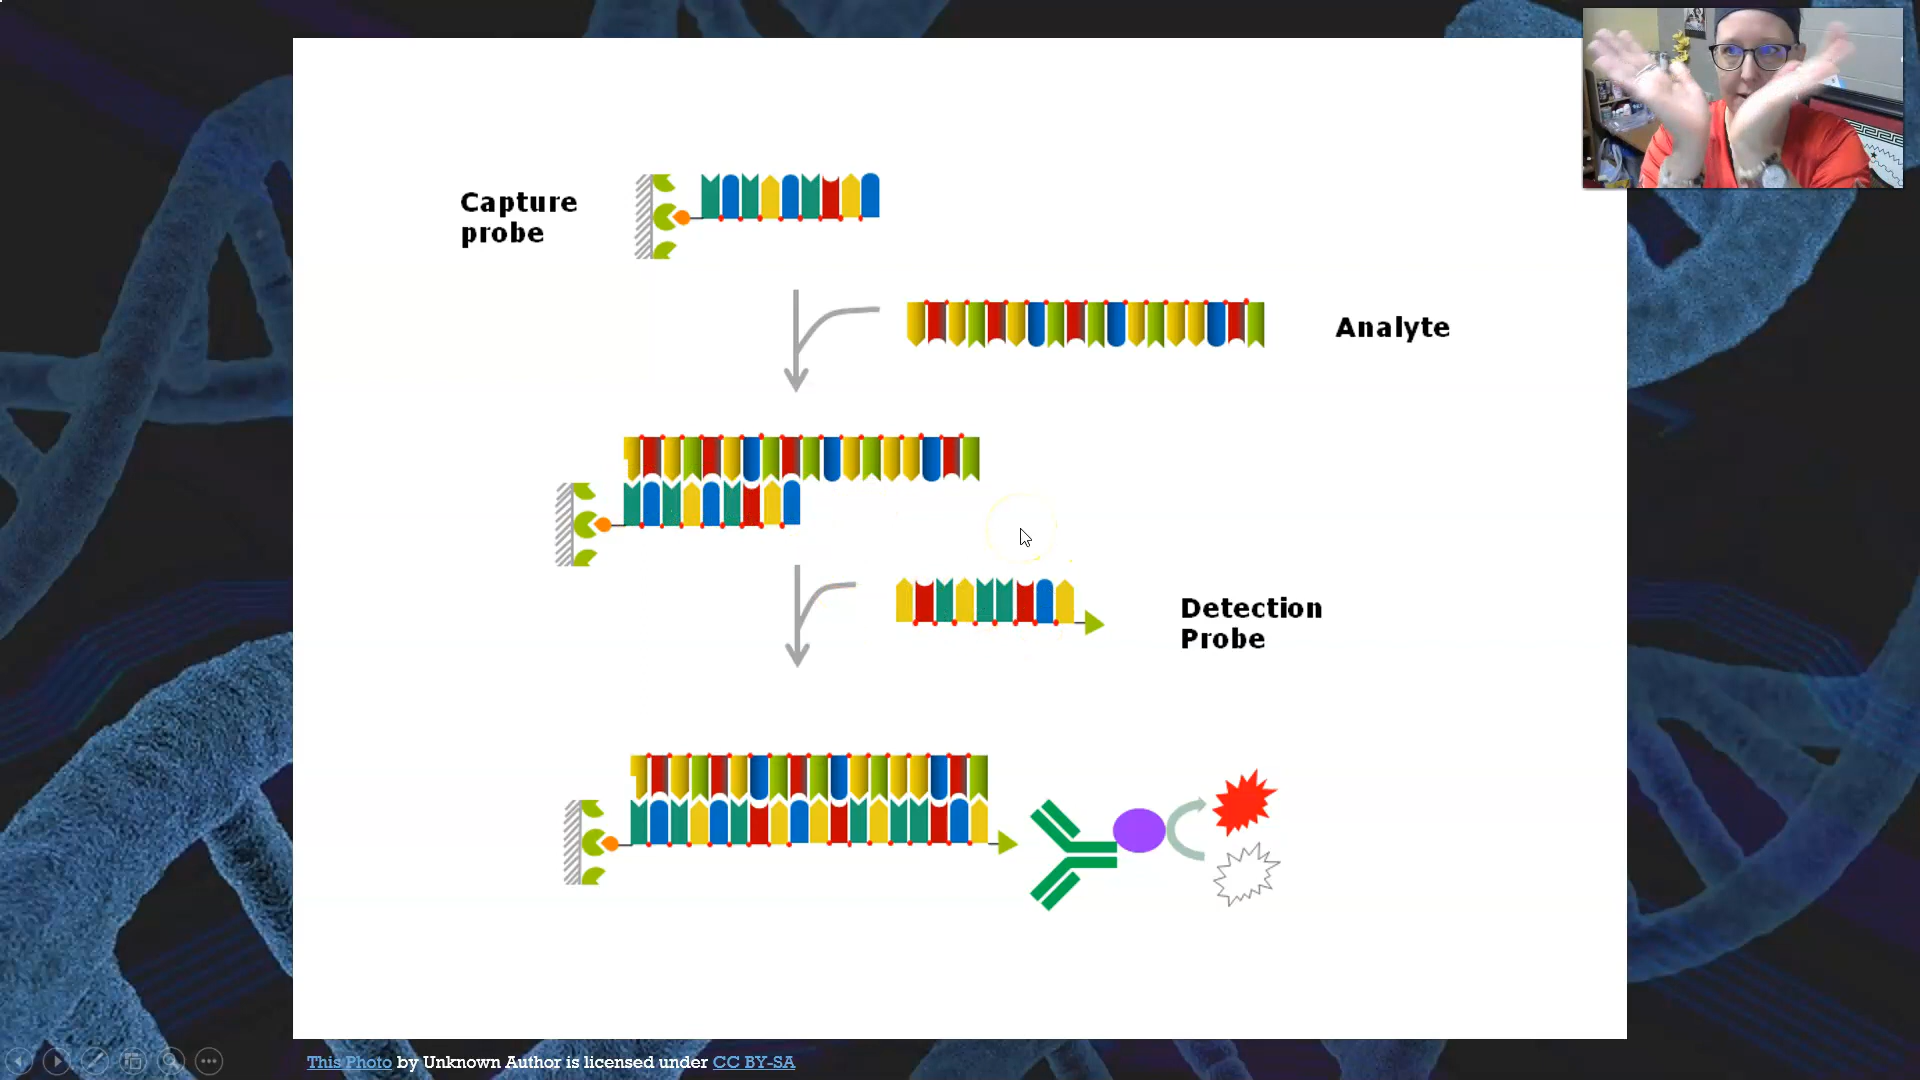 Capture
probe
Analyte
Detection
Probe
This Photo by Unknown Author is licensed under CC BY-SA